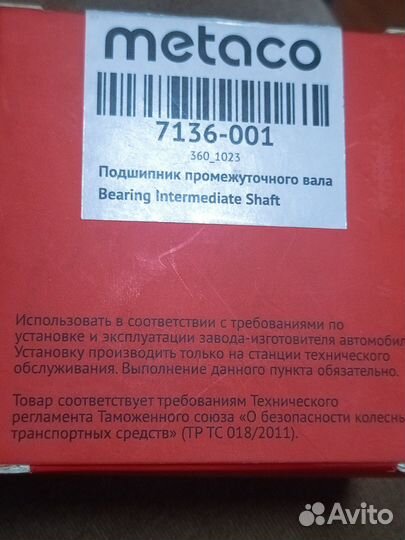 metaco
7136-001
360_1023
Подшипник промежуточного вала
Bearing Intermediate Shaft
Использовать в соответствии с требованиями по
установке и эксплуатации завода-изготовителя автомобил
Установку производить только на станции технического
обслуживания. Выполнение данного пункта обязательно.
Товар соответствует требованиям Технического
регламента Таможенного союза «О безопасности колесны
транспортных средств» (ТР ТС 018/2011).
Avito